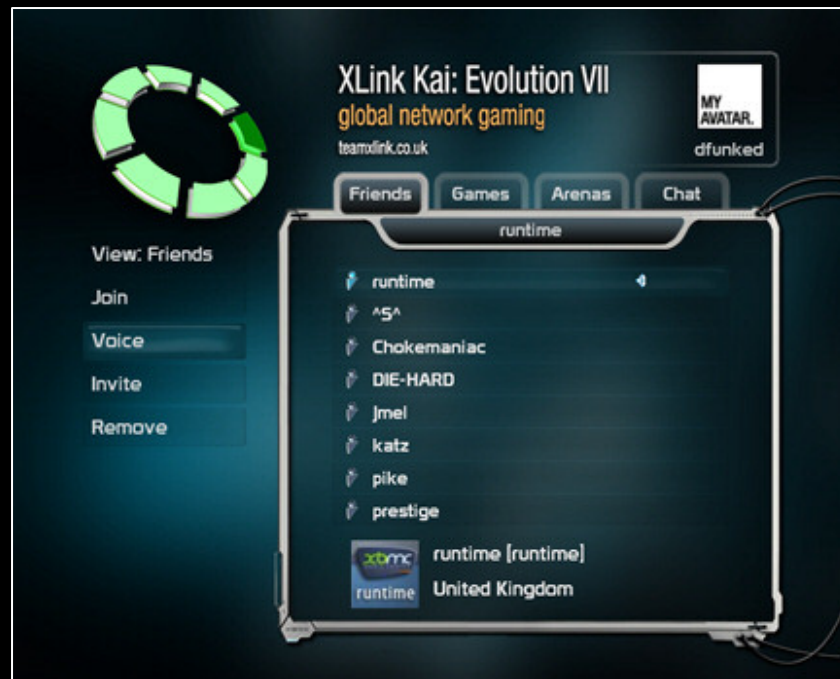 XLink Kai: Evolution VII
global network gaming
teamxlink.co.uk
MY
AVATAR.
dfunked
Friends Games Arenas Chat
runtime
View: Friends
Join
Voice
Invite
Remove
runtime
^S^
Chokemaniac
DIE-HARD
Jmel
katz
pike
prestige
xbmc
runtime
runtime [runtime]
United Kingdom